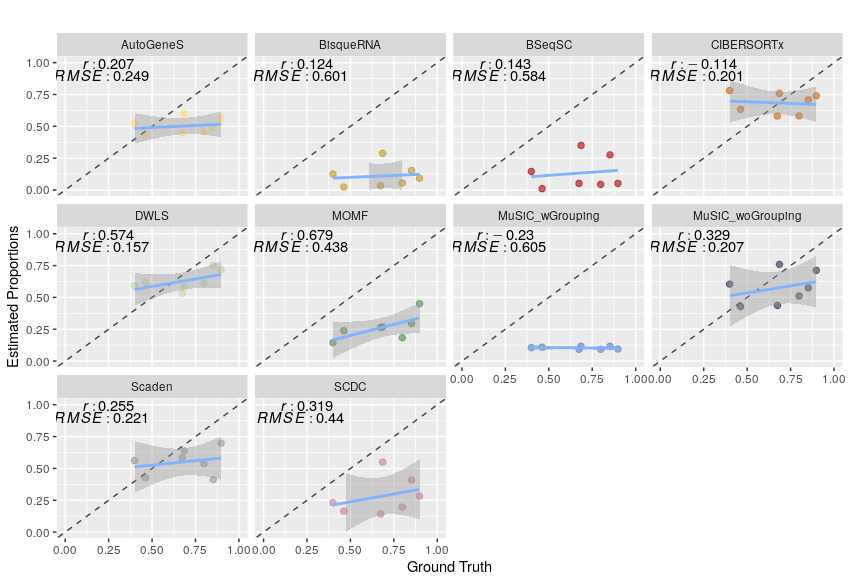 AutoGeneS
BisqueRNA
BSeqSC
CIBERSORTx
r : 0.207
RMSE : 0.249
r : 0.124
RMSE : 0.601
r : 0.143
RMSE : 0.584
r : − 0.114
RMSE : 0.201
1.00
0.75
0.50
0.25
0.00
DWLS
MOMF
MuSiC_wGrouping
MuSiC_woGrouping
r : 0.574
RMSE : 0.157
r : 0.679
RMSE : 0.438
r : − 0.23
RMSE : 0.605
r : 0.329
RMSE : 0.207
1.00
0.75
0.50
0.25
0.00
0.00 0.25 0.50 0.75 1.00
0.00 0.25 0.50 0.75 1.00
Scaden
SCDC
r : 0.255
RMSE : 0.221
r : 0.319
RMSE : 0.44
1.00
0.75
0.50
0.25
0.00
0.00 0.25 0.50 0.75 1.00
0.00 0.25 0.50 0.75 1.00
Estimated Proportions
Ground Truth